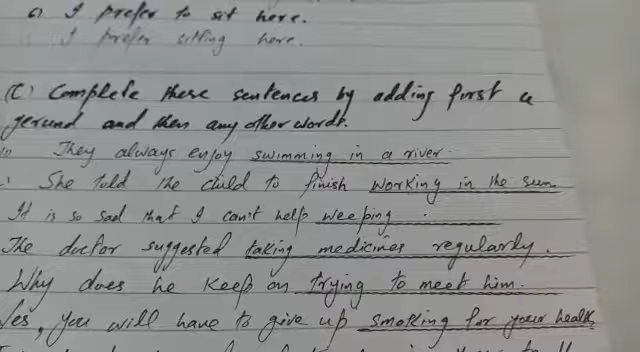 6) I prefer to sit here.
I prefer sitting here.
(C) Complete these sentences by adding first a
gerund and then any other words.
They always enjoy swimming in a river.
She told the child to finish working in the sun.
It is so sad that I can't help weeping.
The doctor suggested taking medicines regularly.
Why does he keep on trying to meet him.
Yes, you will have to give up smoking for your health